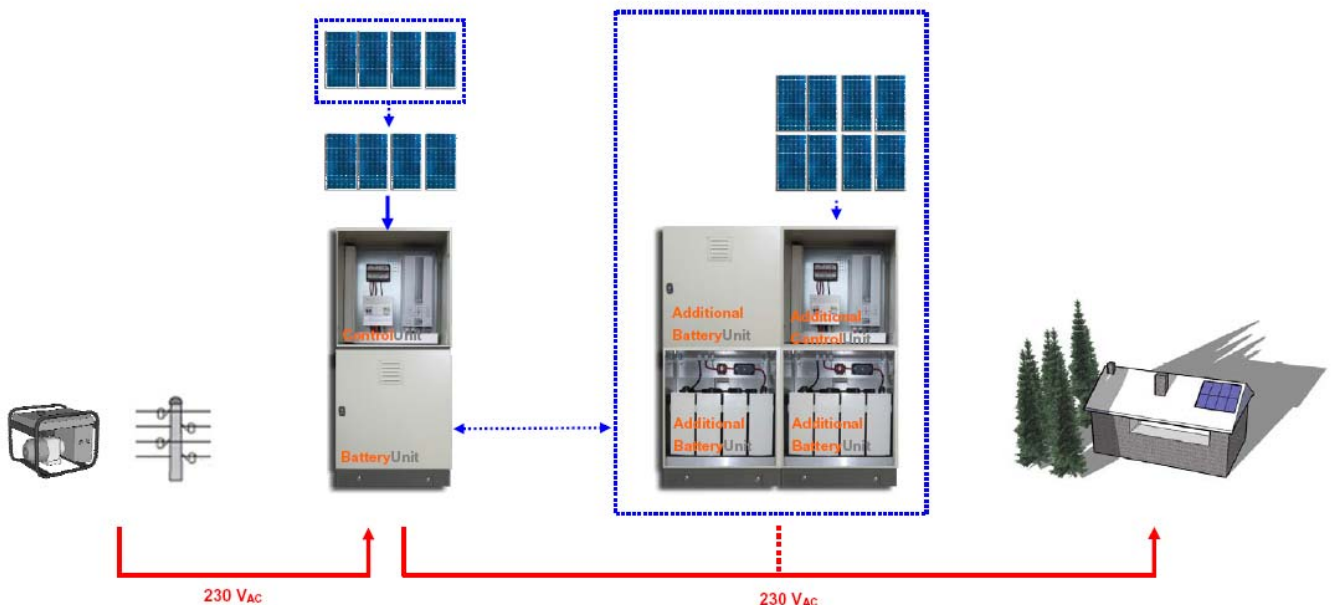 ControlUnit
BatteryUnit
Additional
BatteryUnit
Additional
ControlUnit
Additional
BatteryUnit
Additional
BatteryUnit
230 VAC
230 VAC